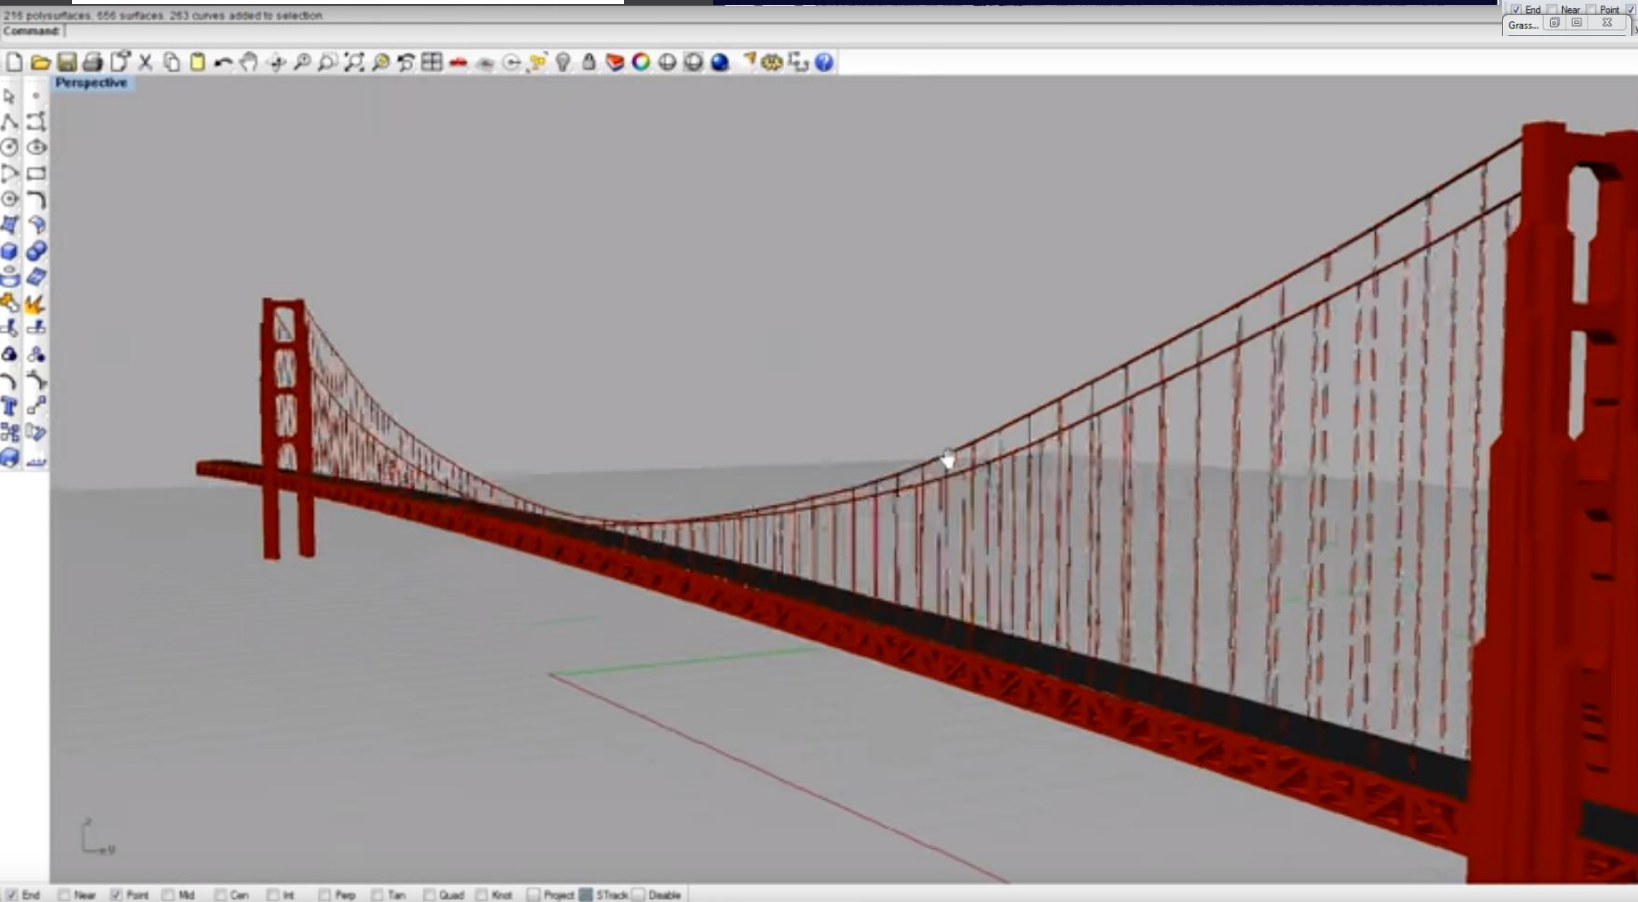 216 polysurfaces, 656 surfaces, 263 curves added to selection.
End Near Point
Command:
Grass...
Perspective
z
y
End Near Point Mid Cen Int Perp Tan Quad Knot Project STrack Disable